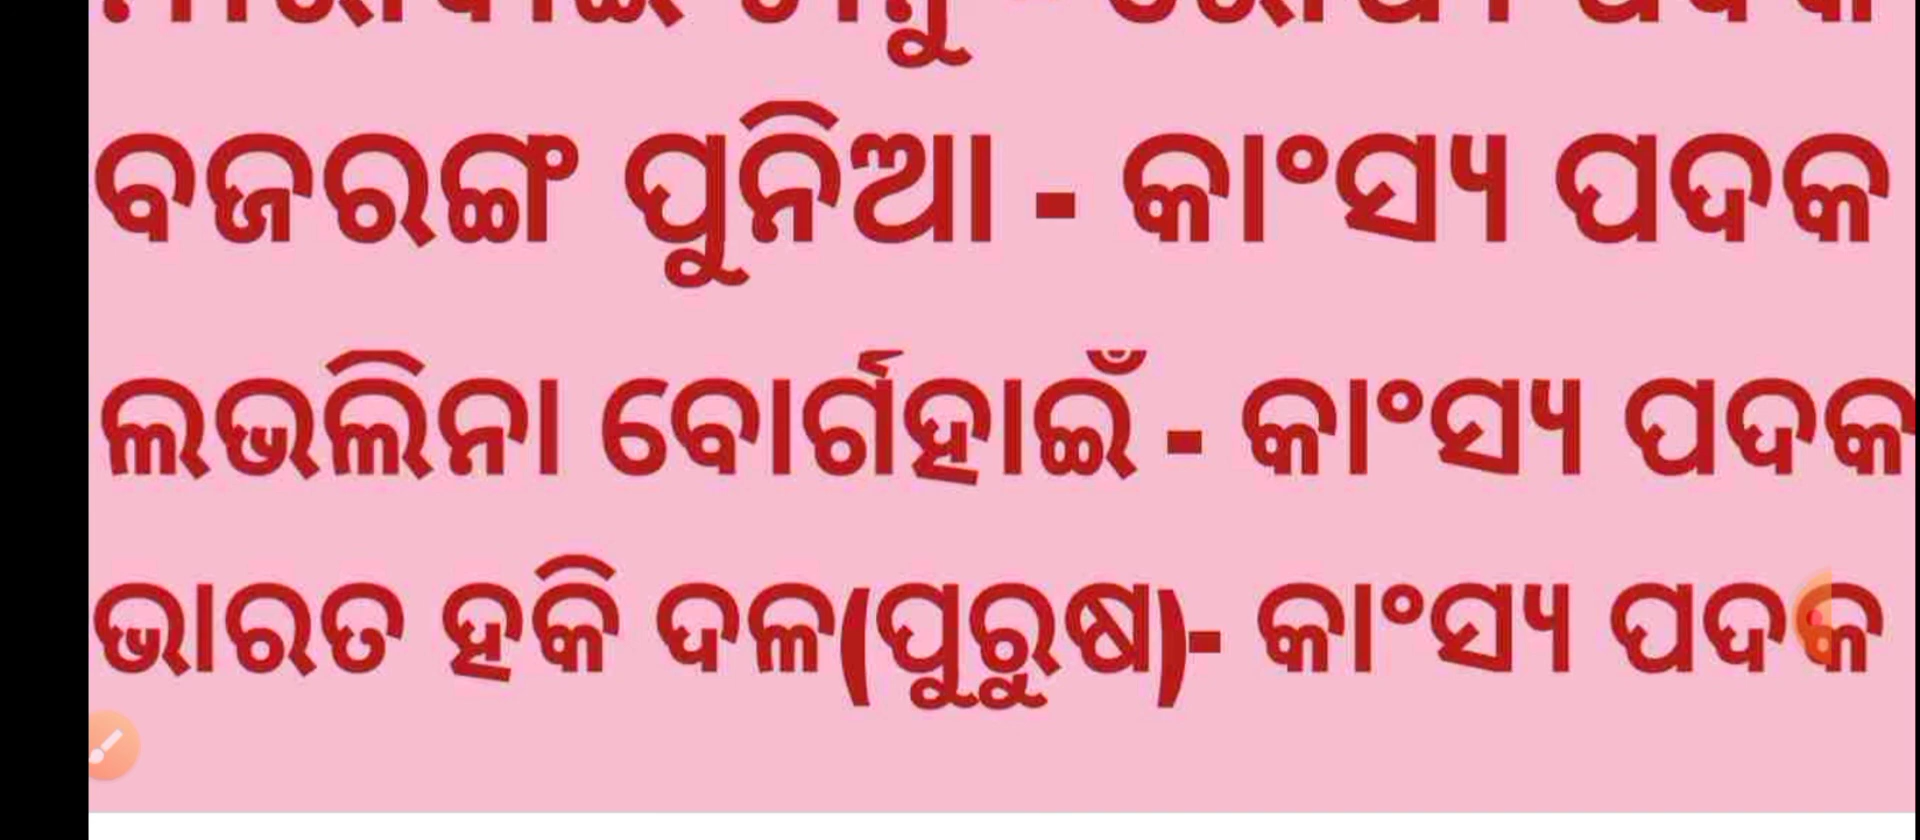 ବଜରଙ୍ଗ ପୁନିଆ - କାଂସ୍ୟ ପଦକ
ଲଭଲିନା ବୋର୍ଗହାଇଁ - କାଂସ୍ୟ ପଦକ
ଭାରତ ହକି ଦଳ(ପୁରୁଷ)- କାଂସ୍ୟ ପଦକ